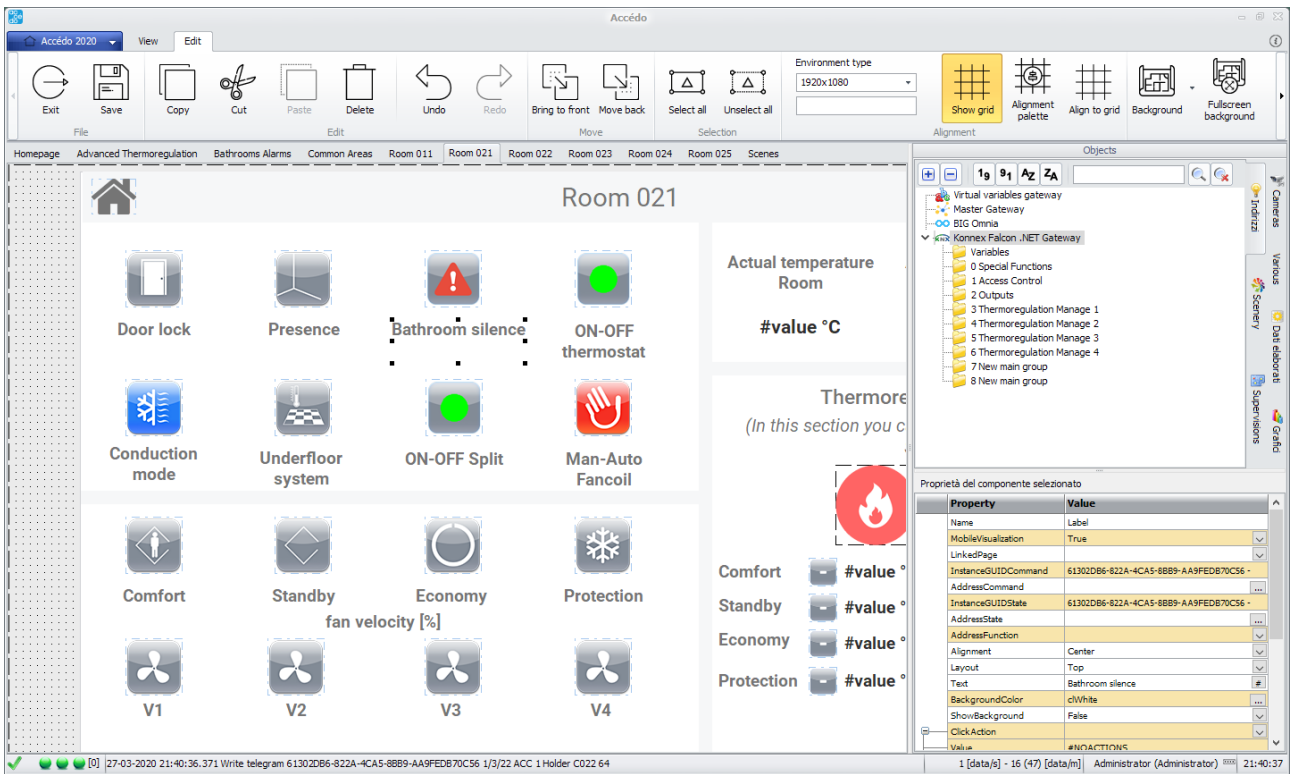 Accédo
Accédo 2020
View
Edit
Exit
Save
File
Copy
Cut
Paste
Delete
Edit
Undo
Redo
Bring to front
Move back
Move
Select all
Unselect all
Selection
Environment type
1920x1080
Show grid
Alignment
palette
Align to grid
Background
Fullscreen
background
Alignment
Homepage
Advanced Thermoregulation
Bathrooms Alarms
Common Areas
Room 011
Room 021
Room 022
Room 023
Room 024
Room 025
Scenes
Room 021
Door lock
Presence
Bathroom silence
ON-OFF
thermostat
Conduction
mode
Underfloor
system
ON-OFF Split
Man-Auto
Fancoil
Comfort
Standby
Economy
Protection
fan velocity [%]
V1
V2
V3
V4
Actual temperature
Room
#value °C
Thermore
(In this section you c
Comfort
#value °
Standby
#value °
Economy
#value °
Protection
#value °
Objects
Virtual variables gateway
Master Gateway
BIG Omnia
KNX
Konnex Falcon .NET Gateway
Variables
0 Special Functions
1 Access Control
2 Outputs
3 Thermoregulation Manage 1
4 Thermoregulation Manage 2
5 Thermoregulation Manage 3
6 Thermoregulation Manage 4
7 New main group
8 New main group
Indirizzi
Scenery
Supervisions
Cameras
Various
Dati elaborati
Grafici
Proprietà del componente selezionato
Property Value
Name Label
MobileVisualization True
LinkedPage
InstanceGUIDCommand 61302DB6-822A-4CA5-8BB9-AA9FEDB70C56 -
AddressCommand ...
InstanceGUIDState 61302DB6-822A-4CA5-8BB9-AA9FEDB70C56 -
AddressState ...
AddressFunction
Alignment Center
Layout Top
Text Bathroom silence #
BackgroundColor clWhite ...
ShowBackground False
ClickAction
Value #NOACTIONS
[0] 27-03-2020 21:40:36.371 Write telegram 61302DB6-822A-4CA5-8BB9-AA9FEDB70C56 1/3/22 ACC 1 Holder C022 64
1 [data/s] - 16 (47) [data/m]
Administrator (Administrator)
21:40:37